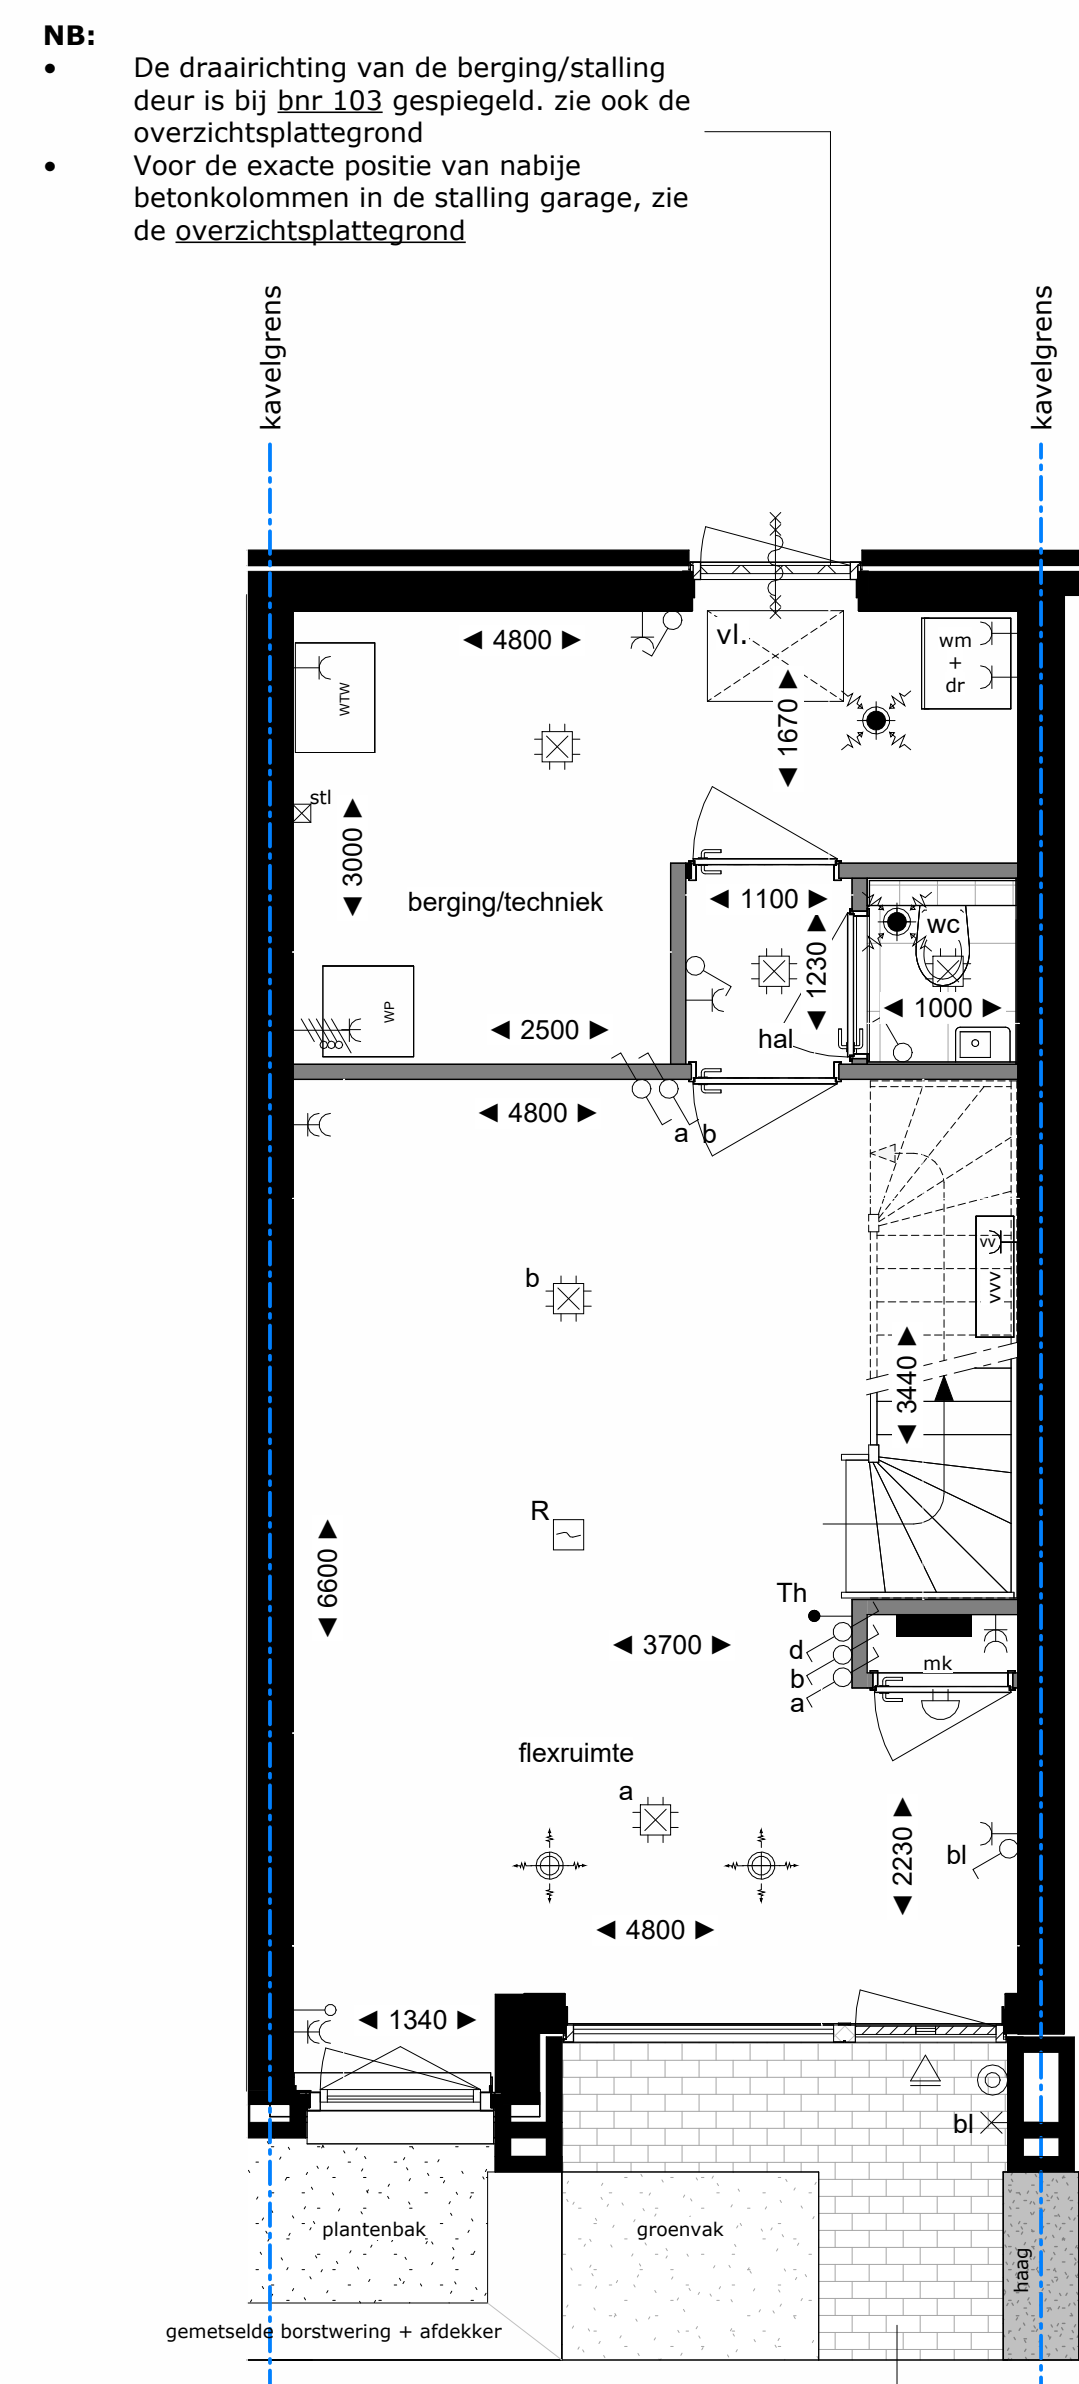 NB:
• De draairichting van de berging/stalling
deur is bij bnr 103 gespiegeld. zie ook de
overzichtsplattegrond
• Voor de exacte positie van nabije
betonkolommen in de stalling garage, zie
de overzichtsplattegrond
kavelgrens
kavelgrens
4800
vl.
wm
+
dr
WTW
1670
stl
3000
berging/techniek
1100
wc
1230
WP
2500
hal
1000
4800
a b
b
vv
VVV
3440
R
6600
Th
3700
d
b
a
mk
flexruimte
a
2230
bl
4800
1340
bl
plantenbak
groenvak
haag
gemetselde borstwering + afdekker